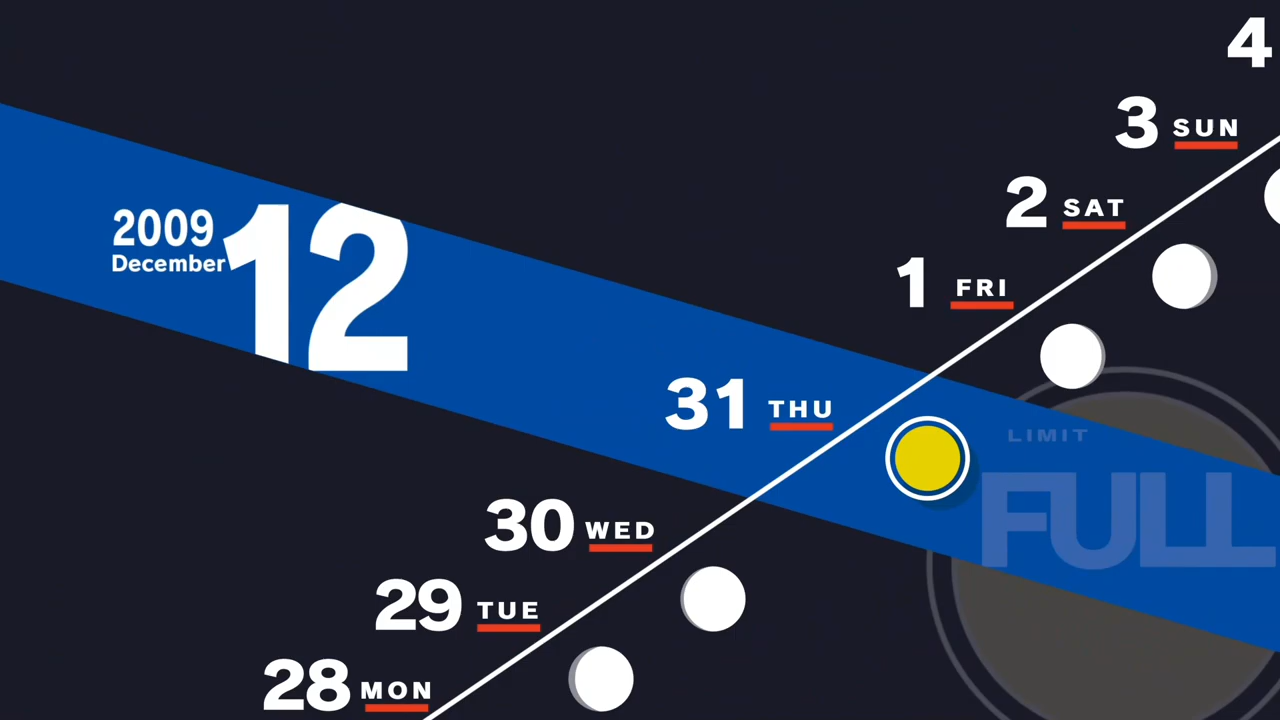 4
3 SUN
2 SAT
1 FRI
2009
December
12
31 THU
LIMIT
FULL
30 WED
29 TUE
28 MON